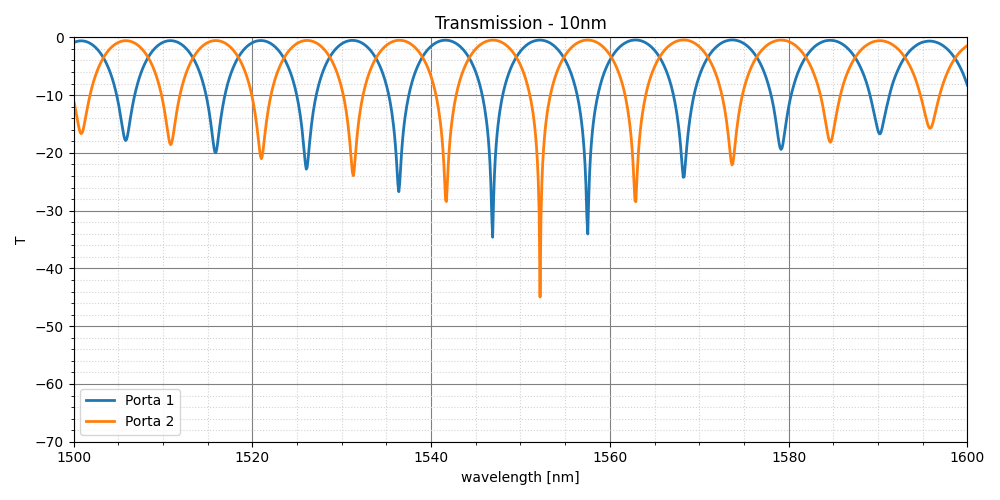 Transmission - 10nm
0
−10
−20
−30
−40
−50
−60
−70
T
Porta 1
Porta 2
1500 1520 1540 1560 1580 1600
wavelength [nm]